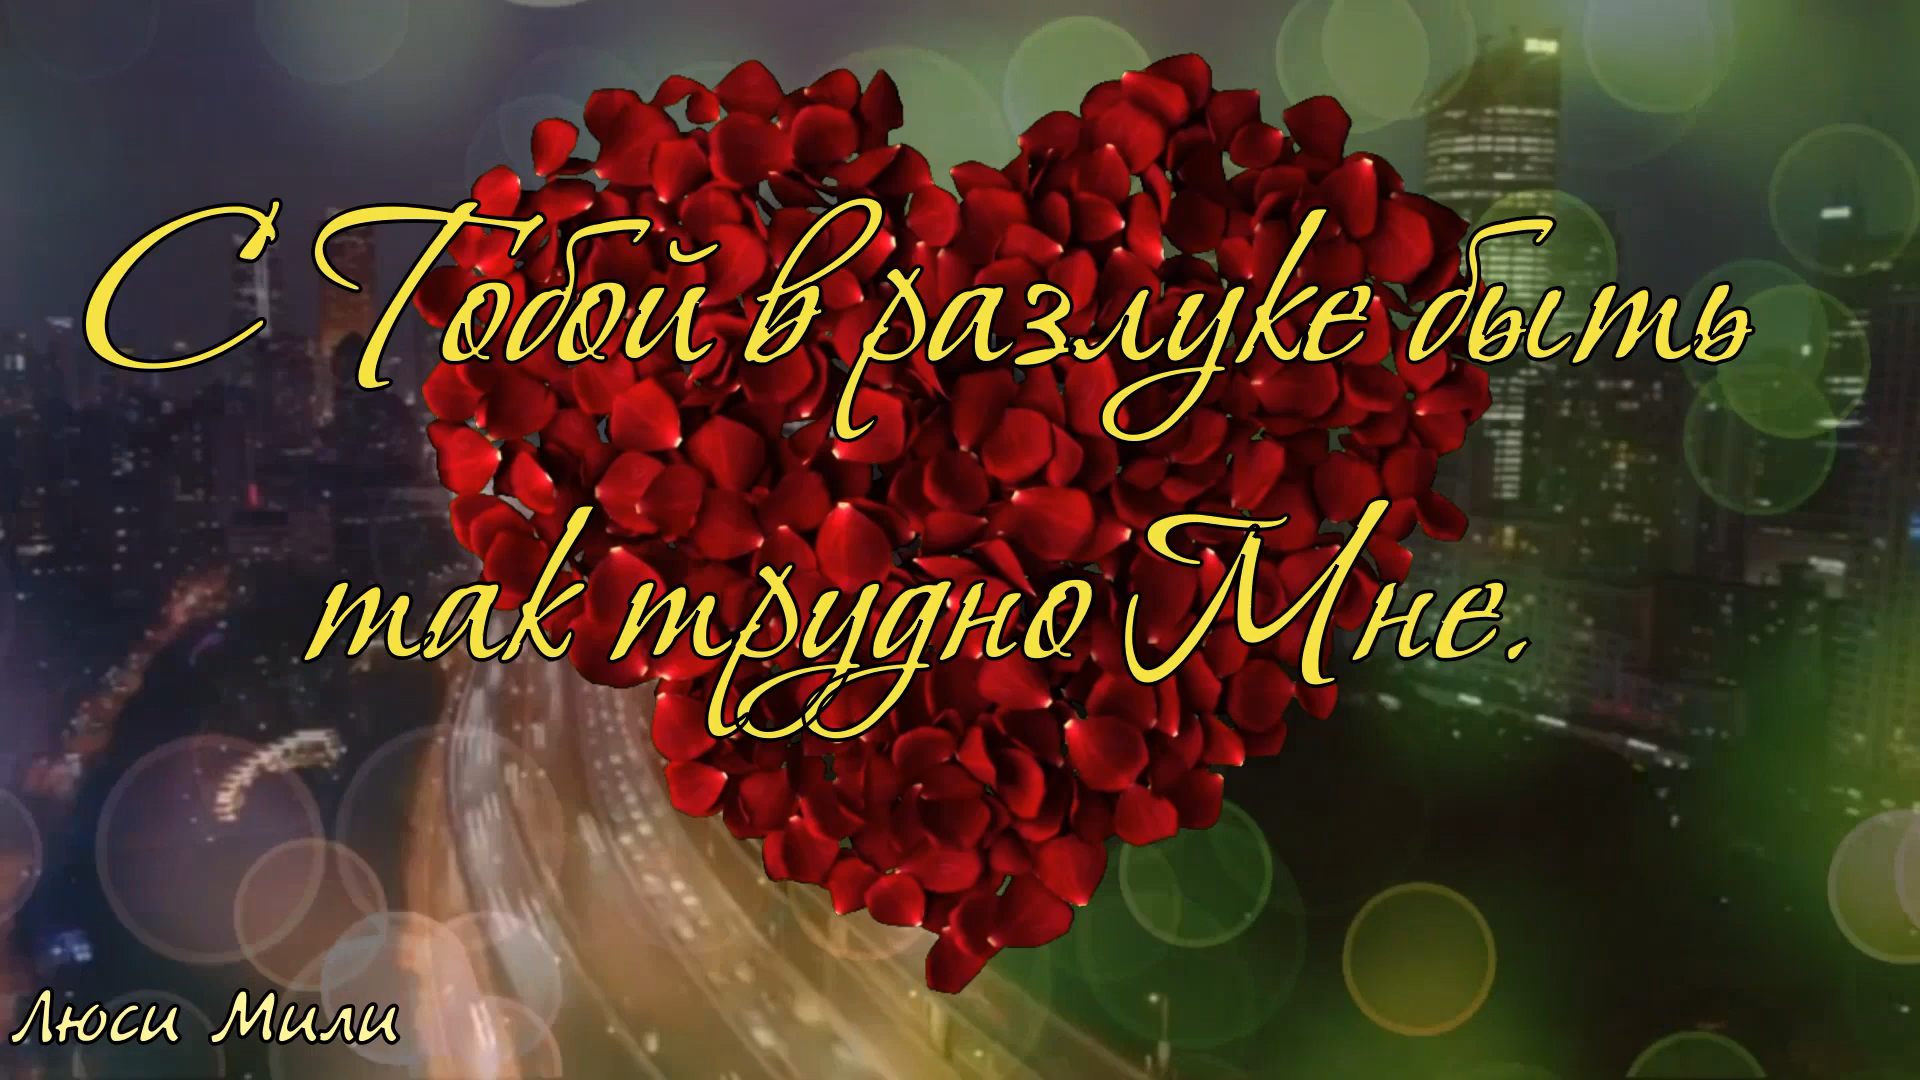 С Тобой в разлуке быть
так трудно Мне.
Люси Мили